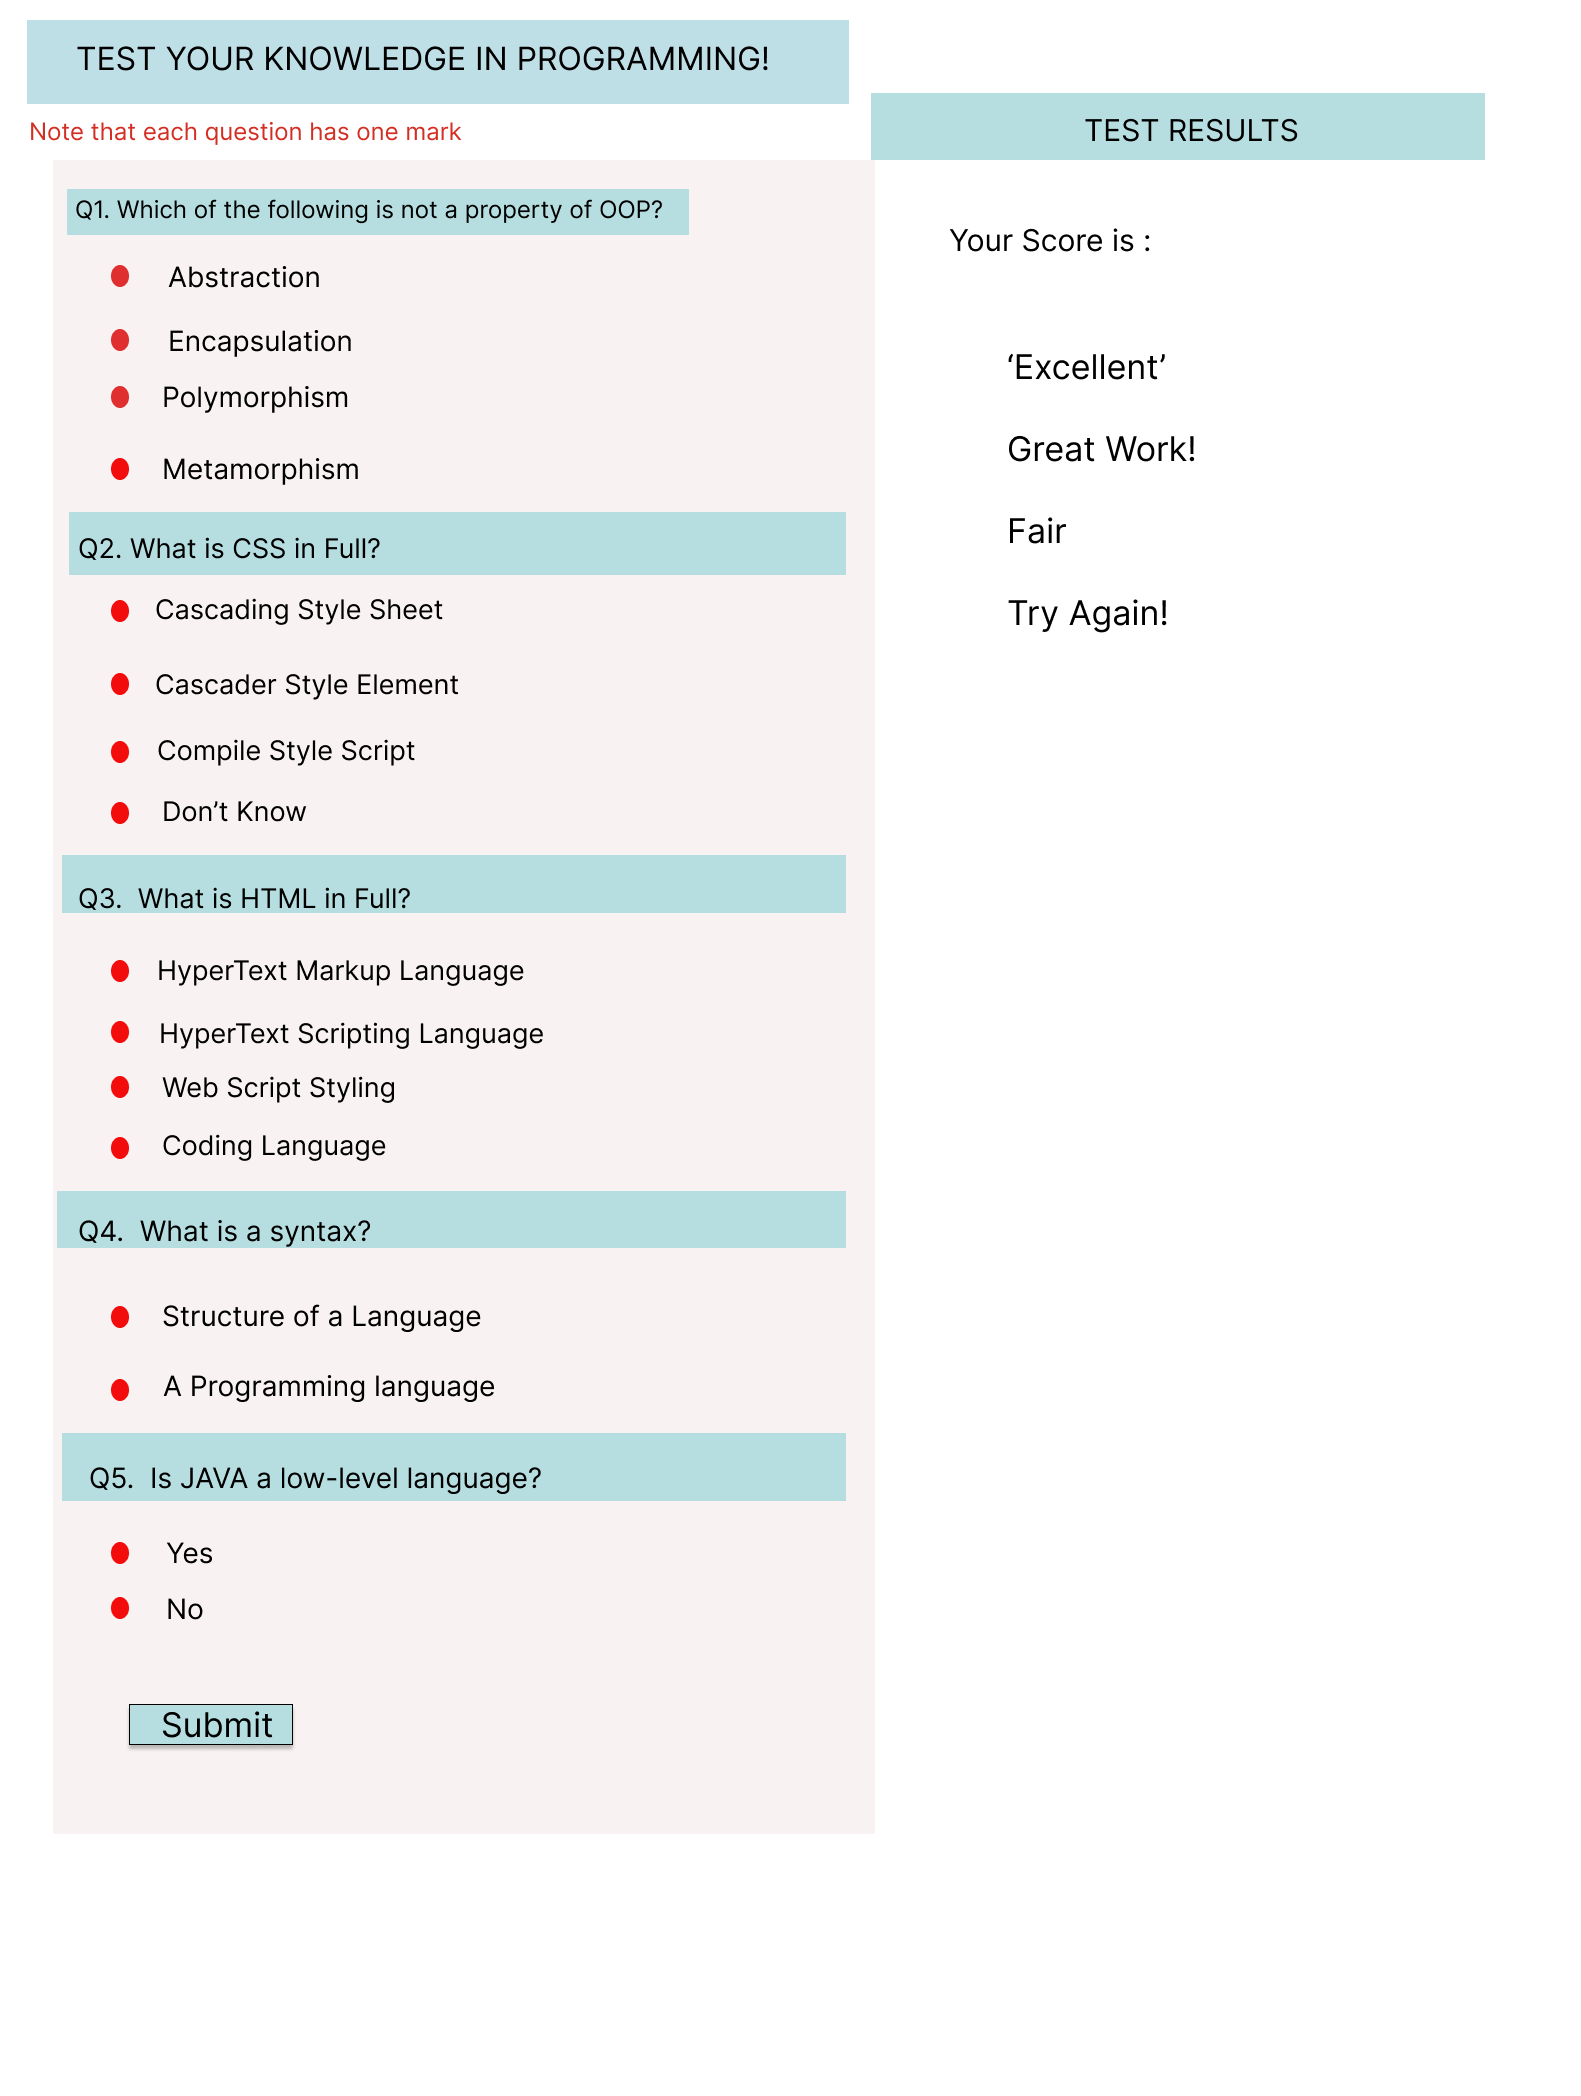 TEST YOUR KNOWLEDGE IN PROGRAMMING!
Note that each question has one mark
Q1. Which of the following is not a property of OOP?
Abstraction
Encapsulation
Polymorphism
Metamorphism
Q2. What is CSS in Full?
Cascading Style Sheet
Cascader Style Element
Compile Style Script
Don’t Know
Q3.  What is HTML in Full?
HyperText Markup Language
HyperText Scripting Language
Web Script Styling
Coding Language
Q4.  What is a syntax?
Structure of a Language
A Programming language
Q5.  Is JAVA a low-level language?
Yes
No
Submit
TEST RESULTS
Your Score is :
‘Excellent’
Great Work!
Fair
Try Again!